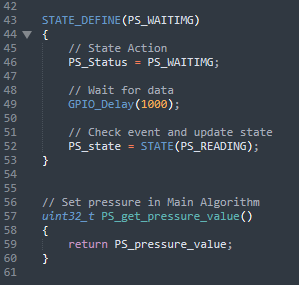 42
43 STATE_DEFINE(PS_WAITIMG)
44 {
45 // State Action
46 PS_Status = PS_WAITIMG;
47
48 // Wait for data
49 GPIO_Delay(1000);
50
51 // Check event and update state
52 PS_state = STATE(PS_READING);
53 }
54
55
56 // Set pressure in Main Algorithm
57 uint32_t PS_get_pressure_value()
58 {
59 return PS_pressure_value;
60 }
61